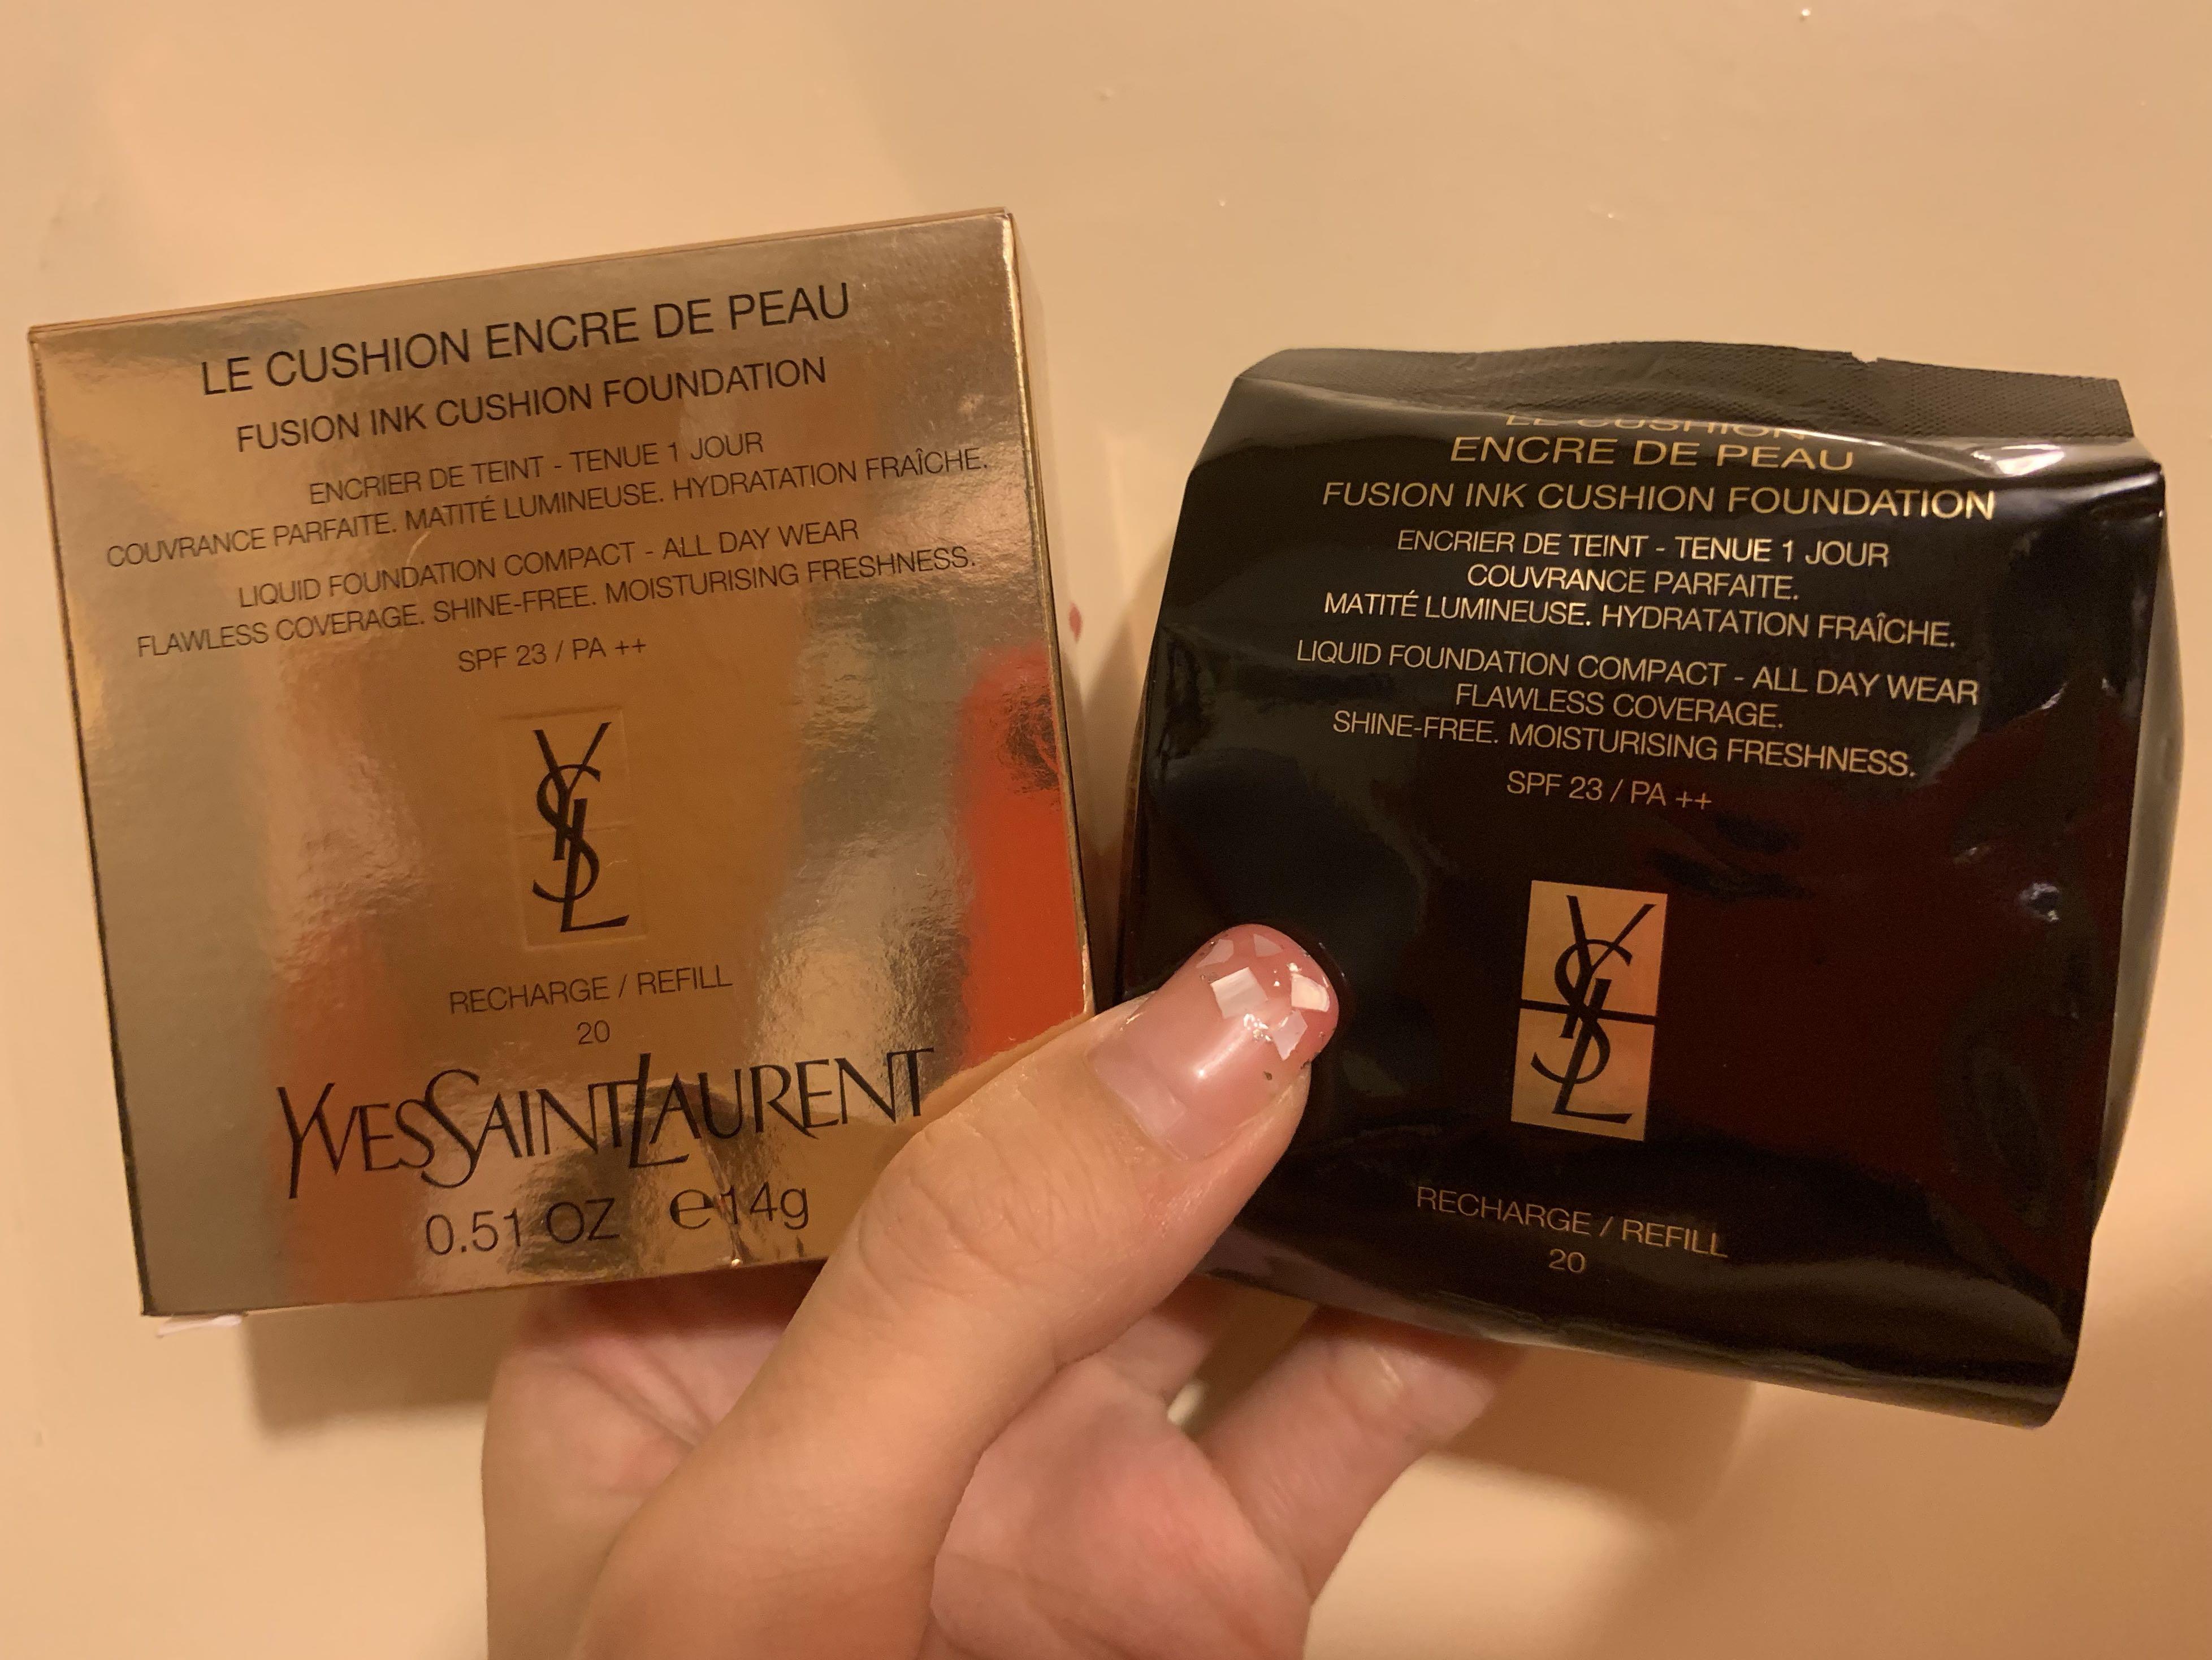 LE CUSHION ENCRE DE PEAU
FUSION INK CUSHION FOUNDATION
ENCRIER DE TEINT - TENUE 1 JOUR
COUVRANCE PARFAITE. MATITÉ LUMINEUSE. HYDRATATION FRAÎCHE.
LIQUID FOUNDATION COMPACT - ALL DAY WEAR
FLAWLESS COVERAGE. SHINE-FREE. MOISTURISING FRESHNESS.
SPF 23 / PA ++
YSL
RECHARGE / REFILL
20
YVESSAINTLAURENT
0.51 OZ ℮14g
LE CUSHION
ENCRE DE PEAU
FUSION INK CUSHION FOUNDATION
ENCRIER DE TEINT - TENUE 1 JOUR
COUVRANCE PARFAITE.
MATITÉ LUMINEUSE. HYDRATATION FRAÎCHE.
LIQUID FOUNDATION COMPACT - ALL DAY WEAR
FLAWLESS COVERAGE.
SHINE-FREE. MOISTURISING FRESHNESS.
SPF 23 / PA ++
YSL
RECHARGE / REFILL
20